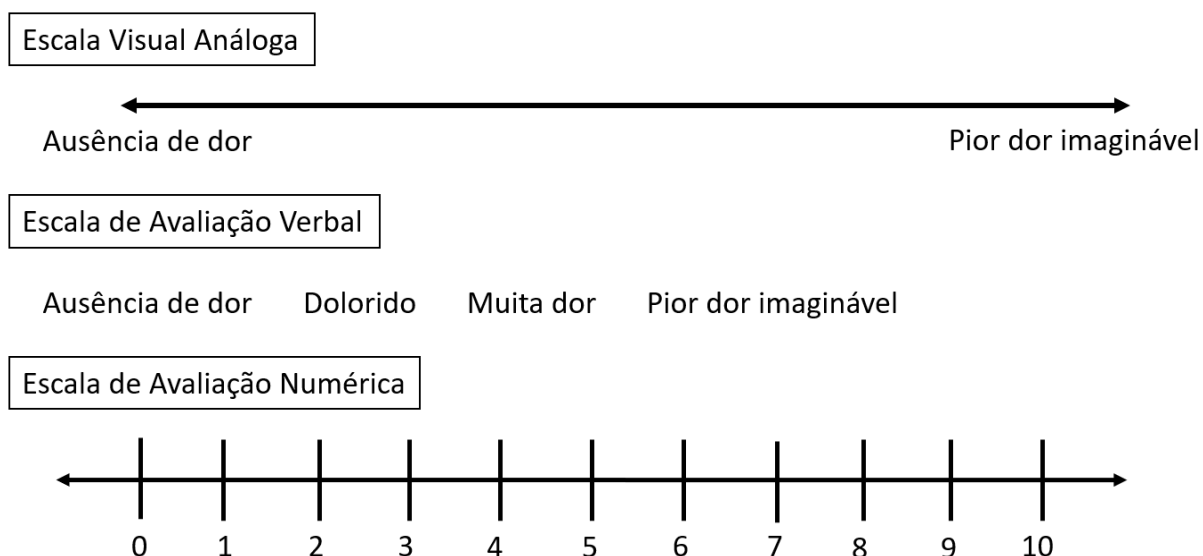 Escala Visual Análoga
Ausência de dor Pior dor imaginável
Escala de Avaliação Verbal
Ausência de dor Dolorido Muita dor Pior dor imaginável
Escala de Avaliação Numérica
0 1 2 3 4 5 6 7 8 9 10